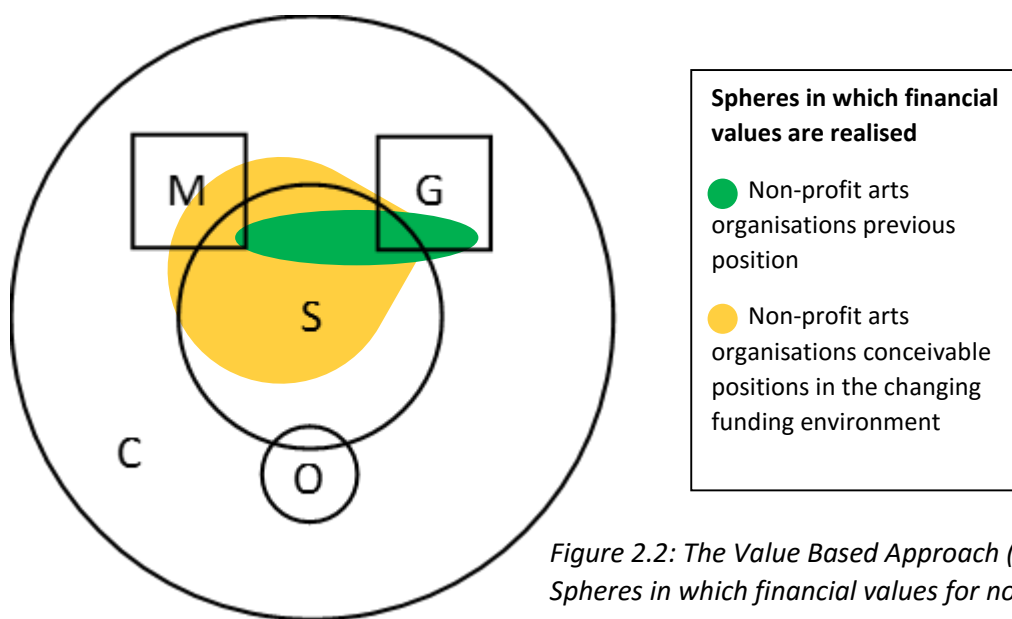 M
G
S
C
O
Spheres in which financial
values are realised
Non-profit arts
organisations previous
position
Non-profit arts
organisations conceivable
positions in the changing
funding environment
Figure 2.2: The Value Based Approach (
Spheres in which financial values for no